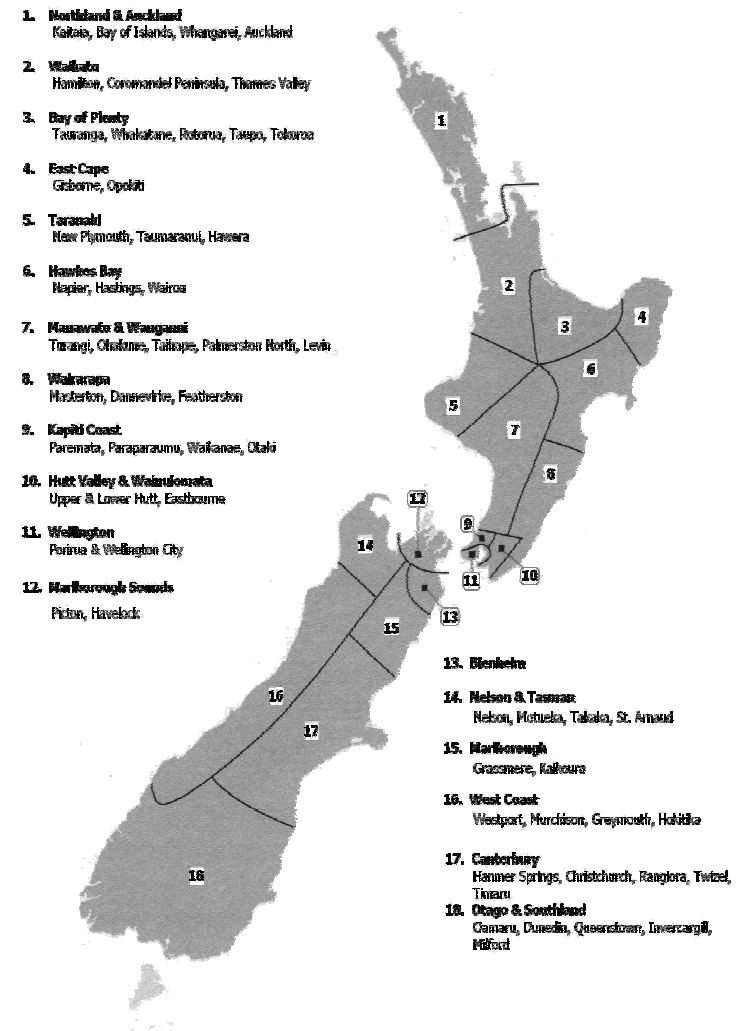 1. Northland & Auckland
Kaitaia, Bay of Islands, Whangarei, Auckland
2. Waikato
Hamilton, Coromandel Peninsula, Thames Valley
3. Bay of Plenty
Tauranga, Whakatane, Rotorua, Taupo, Tokoroa
4. East Cape
Gisborne, Opotiki
5. Taranaki
New Plymouth, Taumaranui, Hawera
6. Hawkes Bay
Napier, Hastings, Wairoa
7. Manawatu & Wanganui
Turangi, Ohakune, Taihape, Palmerston North, Levin
8. Wairarapa
Masterton, Dannevirke, Featherston
9. Kapiti Coast
Paremata, Paraparaumu, Waikanae, Otaki
10. Hutt Valley & Wainuiomata
Upper & Lower Hutt, Eastbourne
11. Wellington
Porirua & Wellington City
12. Marlborough Sounds
Picton, Havelock
1
2
3
4
5
6
7
8
9
10
11
12
13
14
15
16
17
18
13. Blenheim
14. Nelson & Tasman
Nelson, Motueka, Takaka, St. Arnaud
15. Marlborough
Grassmere, Kaikoura
16. West Coast
Westport, Murchison, Greymouth, Hokitika
17. Canterbury
Hanmer Springs, Christchurch, Rangiora, Twizel,
Timaru
18. Otago & Southland
Oamaru, Dunedin, Queenstown, Invercargill,
Milford